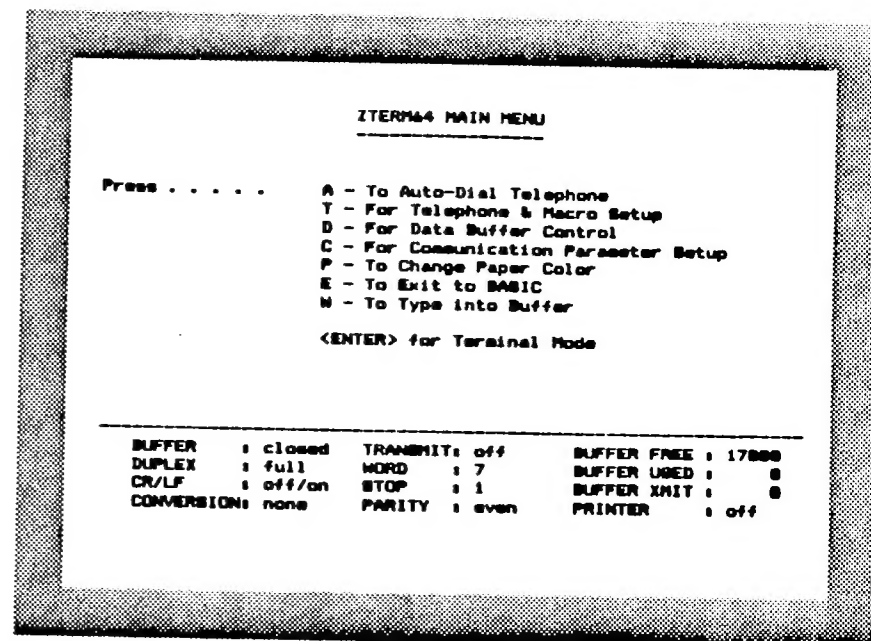 ZTERM64 MAIN MENU
Press . . . . . A - To Auto-Dial Telephone
T - For Telephone & Macro Setup
D - For Data Buffer Control
C - For Communication Parameter Setup
P - To Change Paper Color
E - To Exit to BASIC
W - To Type into Buffer
<ENTER> for Terminal Mode
BUFFER : closed TRANSMIT: off BUFFER FREE : 17000
DUPLEX : full WORD : 7 BUFFER USED : 0
CR/LF : off/on STOP : 1 BUFFER XMIT : 0
CONVERSION: none PARITY : even PRINTER : off